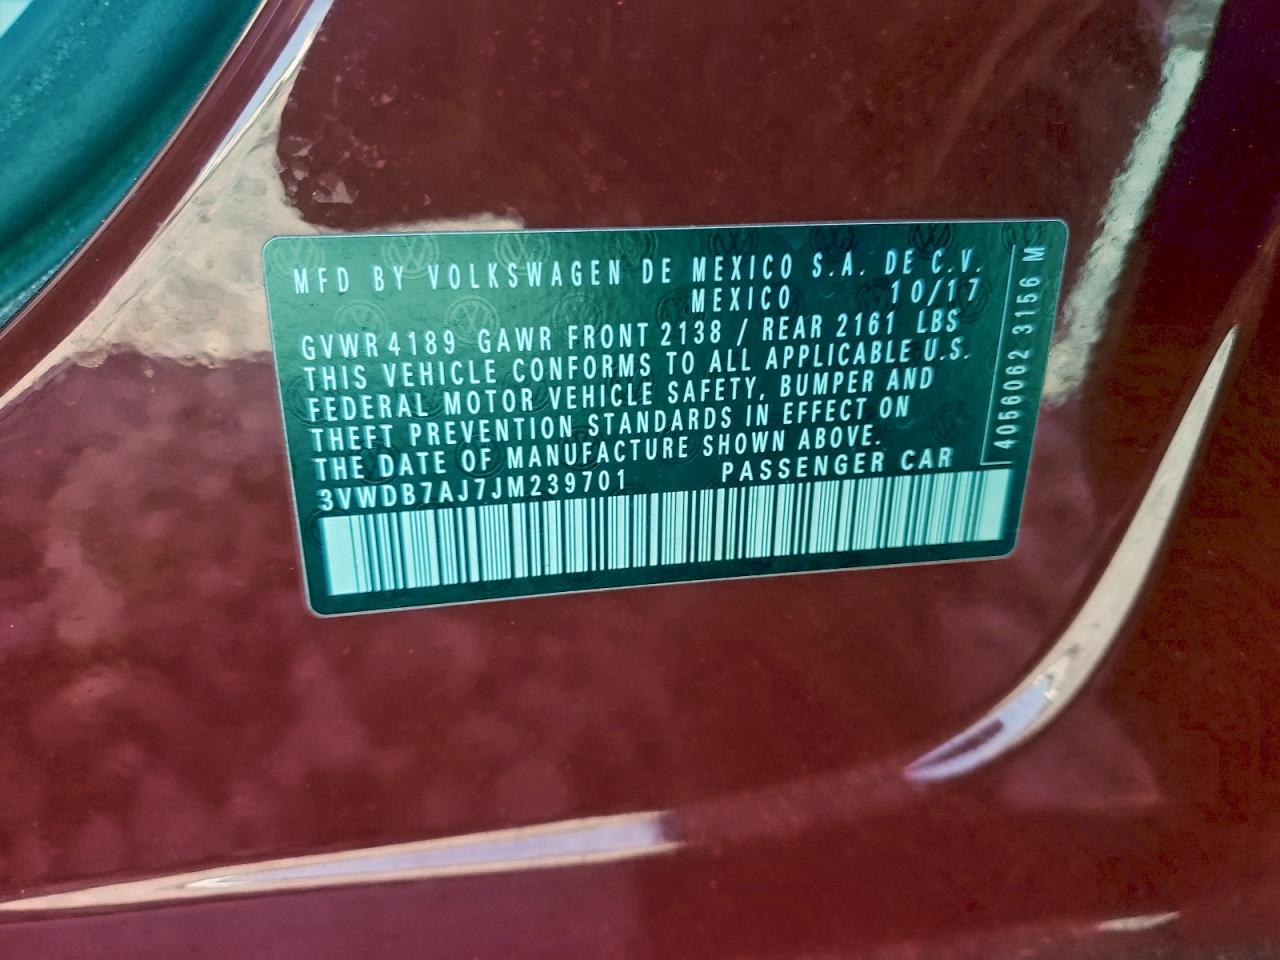 MFD BY VOLKSWAGEN DE MEXICO S.A. DE C.V.
MEXICO 10/17
GVWR 4189 GAWR FRONT 2138 / REAR 2161 LBS
THIS VEHICLE CONFORMS TO ALL APPLICABLE U.S.
FEDERAL MOTOR VEHICLE SAFETY, BUMPER AND
THEFT PREVENTION STANDARDS IN EFFECT ON
THE DATE OF MANUFACTURE SHOWN ABOVE.
3VWDB7AJ7JM239701 PASSENGER CAR
4056062 3156 M